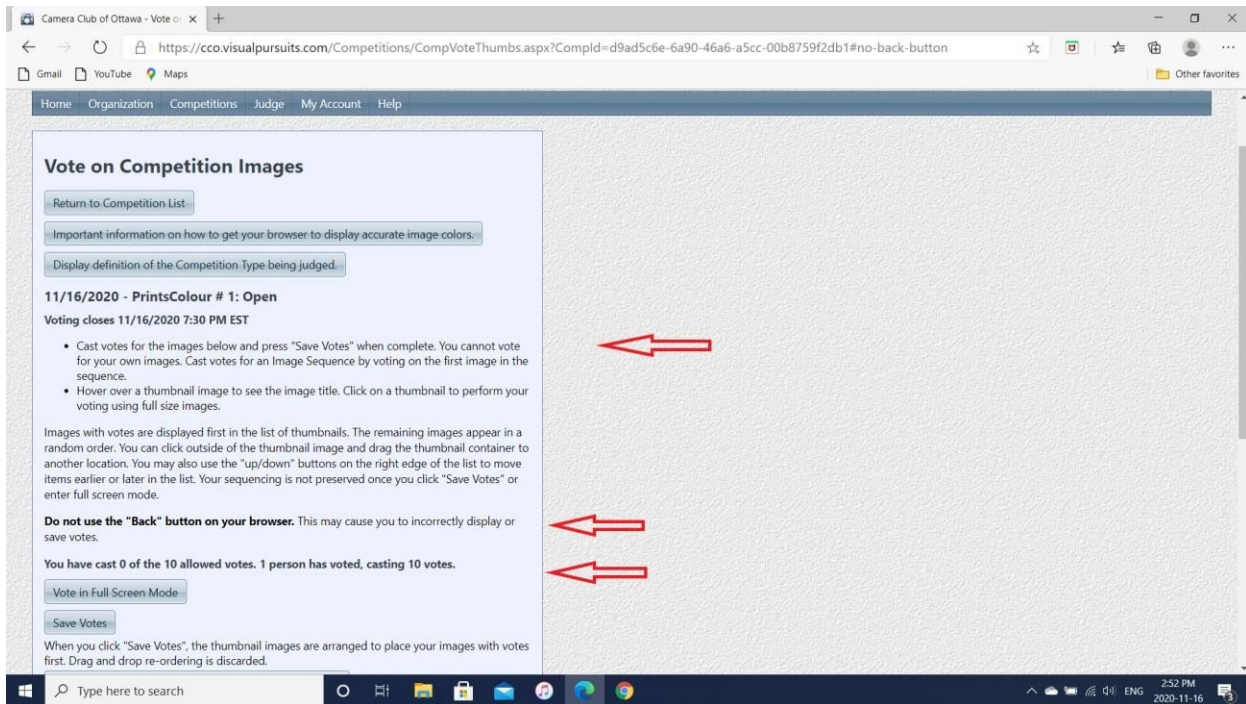 Camera Club of Ottawa - Vote o
https://cco.visualpursuits.com/Competitions/CompVoteThumbs.aspx?CompId=d9ad5c6e-6a90-46a6-a5cc-00b8759f2db1#no-back-button
Gmail YouTube Maps Other favorites
Home Organization Competitions Judge My Account Help
Vote on Competition Images
Return to Competition List
Important information on how to get your browser to display accurate image colors.
Display definition of the Competition Type being judged.
11/16/2020 - PrintsColour # 1: Open
Voting closes 11/16/2020 7:30 PM EST
• Cast votes for the images below and press "Save Votes" when complete. You cannot vote
for your own images. Cast votes for an Image Sequence by voting on the first image in the
sequence.
• Hover over a thumbnail image to see the image title. Click on a thumbnail to perform your
voting using full size images.
Images with votes are displayed first in the list of thumbnails. The remaining images appear in a
random order. You can click outside of the thumbnail image and drag the thumbnail container to
another location. You may also use the "up/down" buttons on the right edge of the list to move
items earlier or later in the list. Your sequencing is not preserved once you click "Save Votes" or
enter full screen mode.
Do not use the "Back" button on your browser. This may cause you to incorrectly display or
save votes.
You have cast 0 of the 10 allowed votes. 1 person has voted, casting 10 votes.
Vote in Full Screen Mode
Save Votes
When you click "Save Votes", the thumbnail images are arranged to place your images with votes
first. Drag and drop re-ordering is discarded.
Type here to search
ENG
2:52 PM
2020-11-16
3